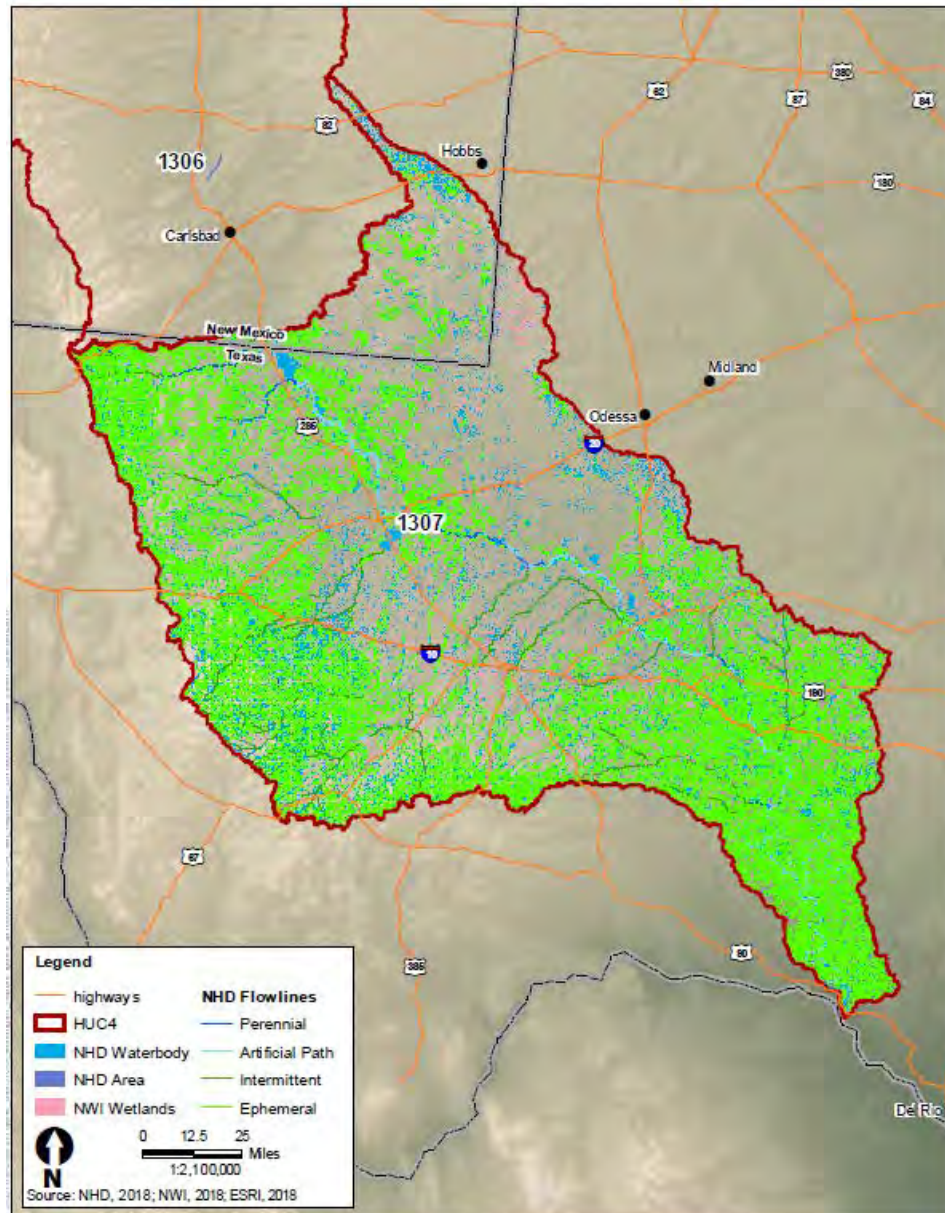 380
62
87
84
82
Hobbs
1306
180
Carlsbad
New Mexico
Texas
Midland
Odessa
285
20
1307
10
190
67
90
385
Del Rio
Legend
highways
HUC4
NHD Waterbody
NHD Area
NWI Wetlands
NHD Flowlines
Perennial
Artificial Path
Intermittent
Ephemeral
N
0 12.5 25
Miles
1:2,100,000
Source: NHD, 2018; NWI, 2018; ESRI, 2018